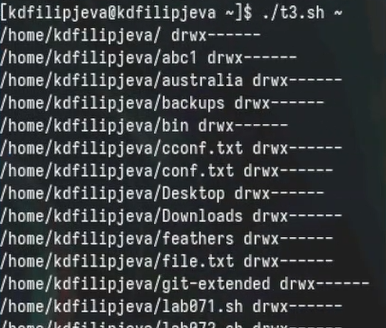 [kdfilipjeva@kdfilipjeva ~]$ ./t3.sh ~
/home/kdfilipjeva/ drwx------
/home/kdfilipjeva/abc1 drwx------
/home/kdfilipjeva/australia drwx------
/home/kdfilipjeva/backups drwx------
/home/kdfilipjeva/bin drwx------
/home/kdfilipjeva/cconf.txt drwx------
/home/kdfilipjeva/conf.txt drwx------
/home/kdfilipjeva/Desktop drwx------
/home/kdfilipjeva/Downloads drwx------
/home/kdfilipjeva/feathers drwx------
/home/kdfilipjeva/file.txt drwx------
/home/kdfilipjeva/git-extended drwx------
/home/kdfilipjeva/lab071.sh drwx------